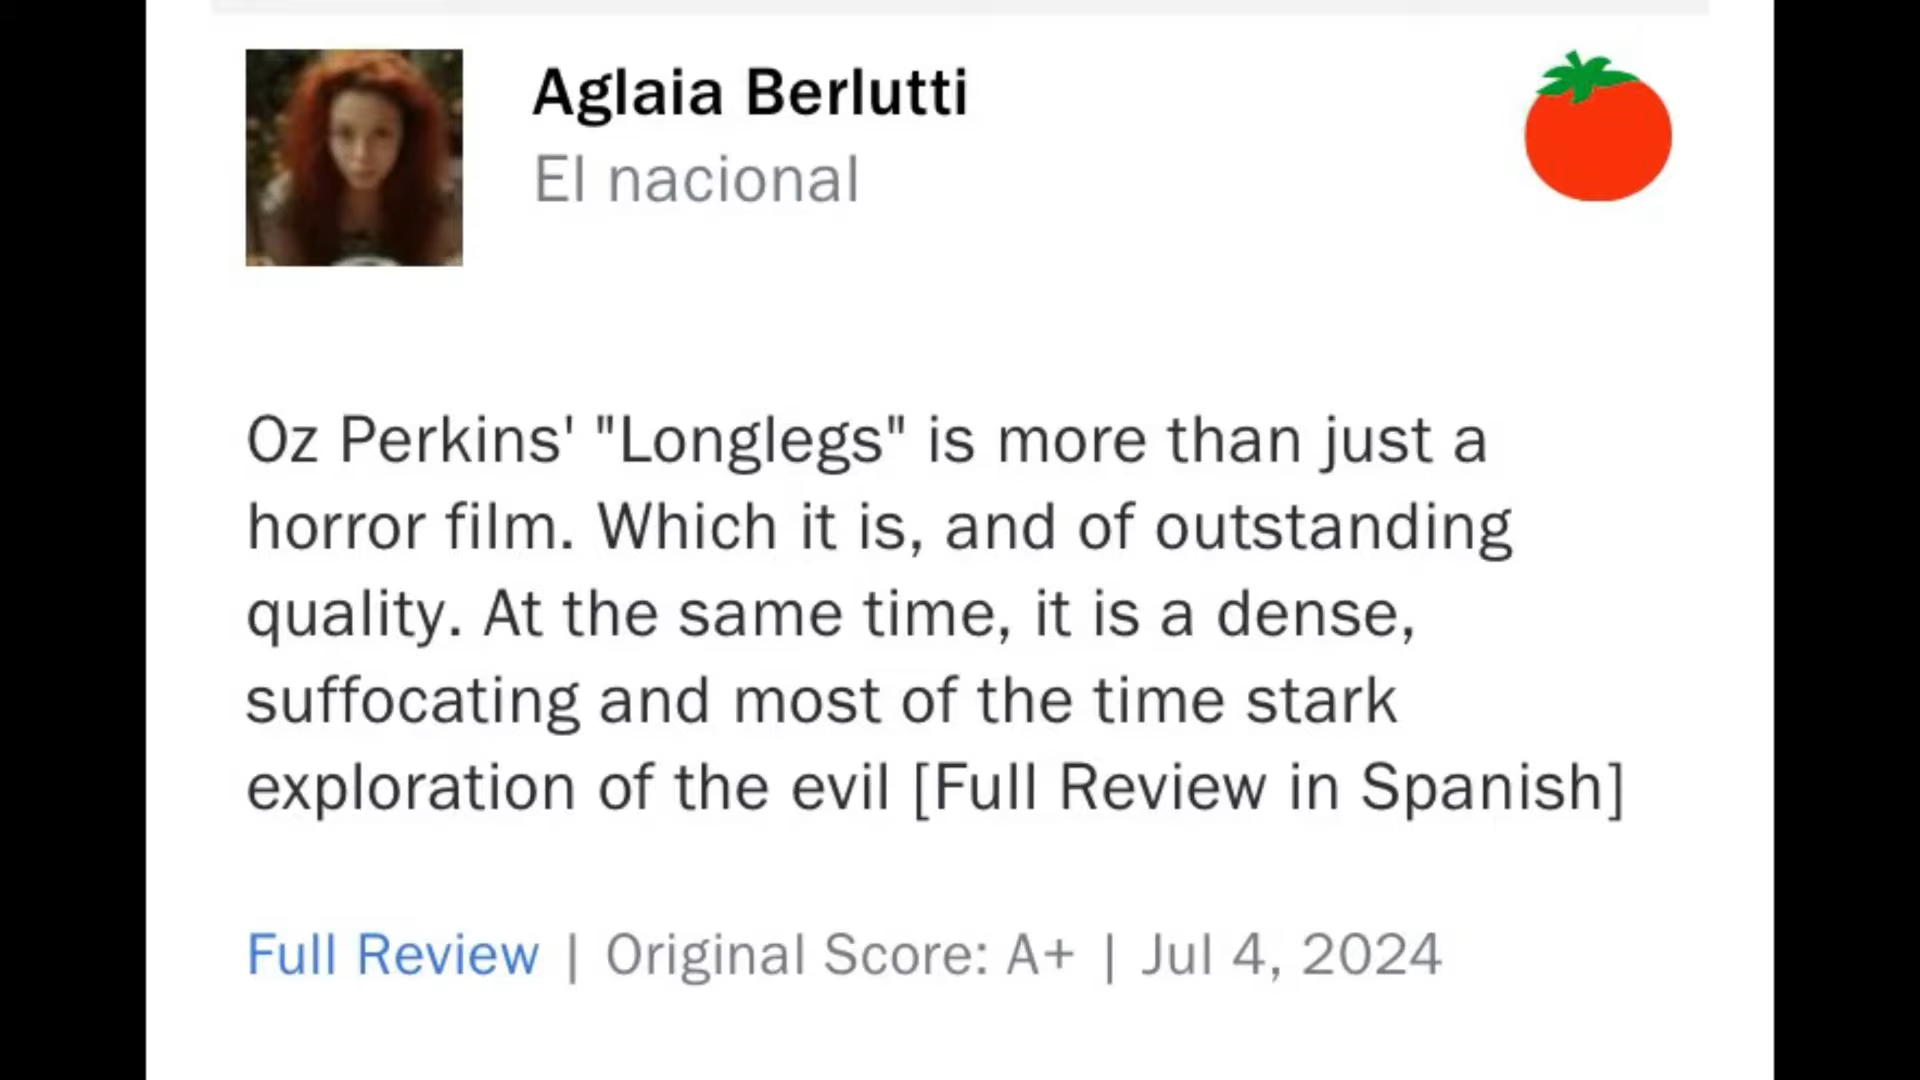 Aglaia Berlutti
El nacional
Oz Perkins' "Longlegs" is more than just a
horror film. Which it is, and of outstanding
quality. At the same time, it is a dense,
suffocating and most of the time stark
exploration of the evil [Full Review in Spanish]
Full Review | Original Score: A+ | Jul 4, 2024